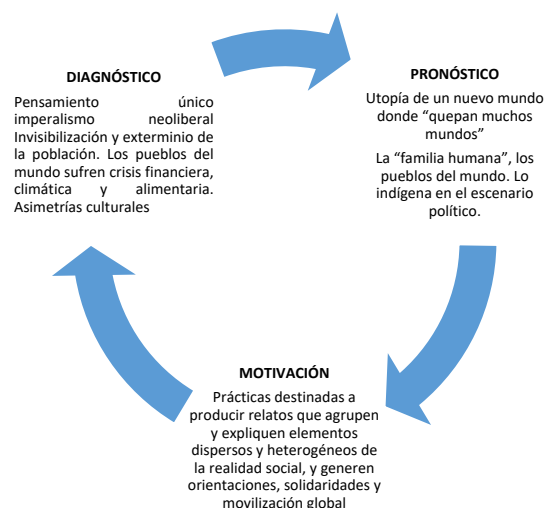 DIAGNÓSTICO
Pensamiento único
imperalismo neoliberal
Invisibilización y exterminio de
la población. Los pueblos del
mundo sufren crisis financiera,
climática y alimentaria.
Asimetrías culturales
PRONÓSTICO
Utopía de un nuevo mundo
donde “quepan muchos
mundos”
La “familia humana”, los
pueblos del mundo. Lo
indígena en el escenario
político.
MOTIVACIÓN
Prácticas destinadas a
producir relatos que agrupen
y expliquen elementos
dispersos y heterogéneos de
la realidad social, y generen
orientaciones, solidaridades y
movilización global